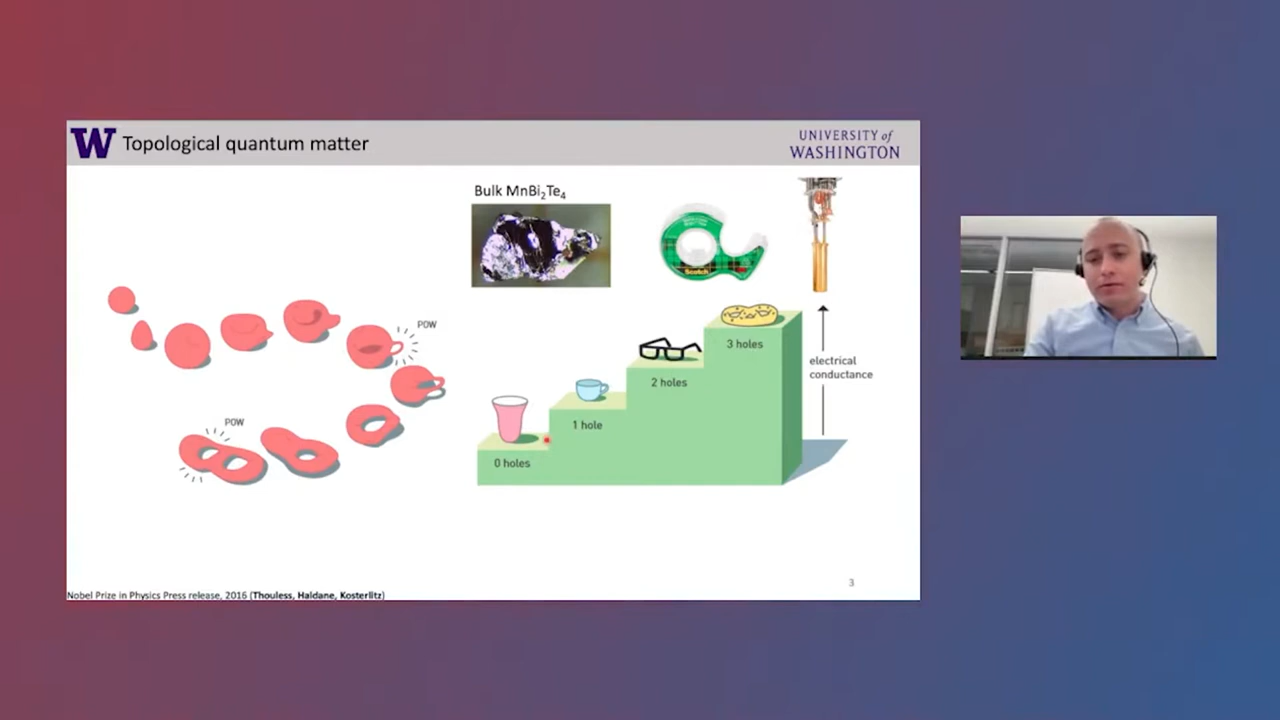 W
Topological quantum matter
UNIVERSITY of
WASHINGTON
Bulk MnBi₂Te₄
Scotch
POW
POW
3 holes
2 holes
1 hole
0 holes
electrical
conductance
3
Nobel Prize in Physics Press release, 2016 (Thouless, Haldane, Kosterlitz)